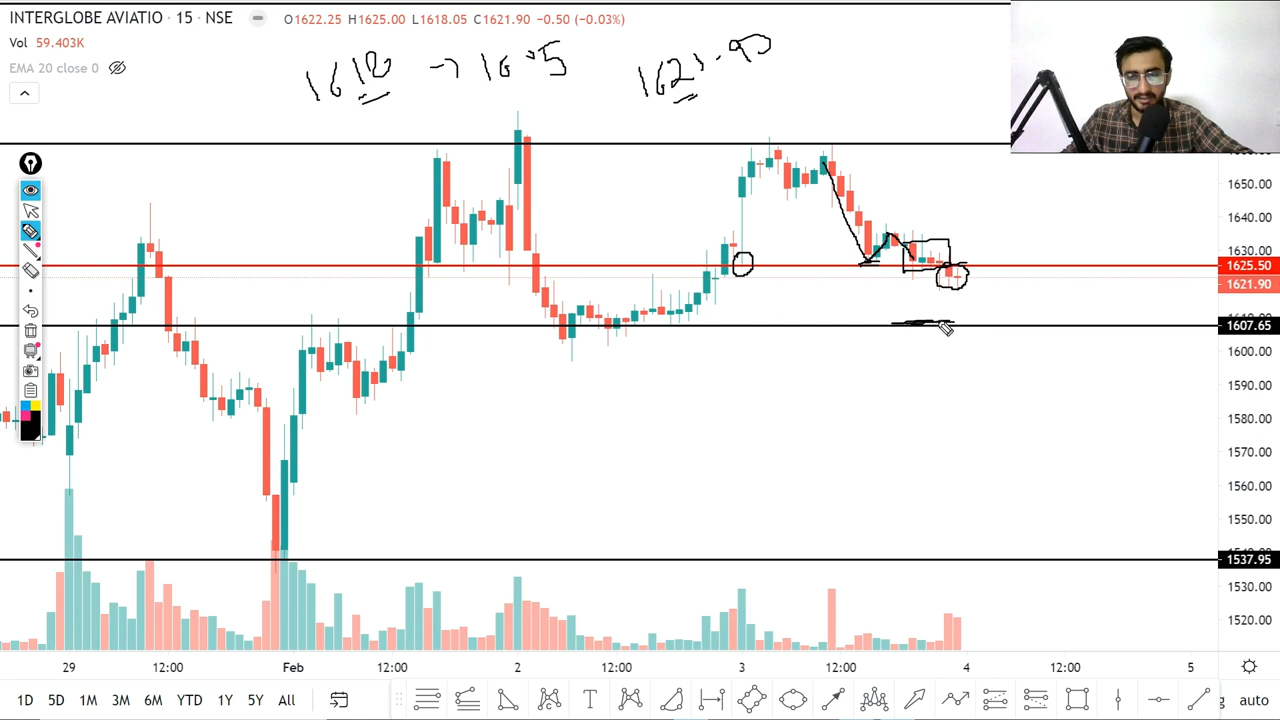 INTERGLOBE AVIATIO · 15 · NSE
O1622.25 H1625.00 L1618.05 C1621.90 −0.50 (−0.03%)
Vol 59.403K
EMA 20 close 0
1618 → 16
1621.90
1650.00
1640.00
1630.00
1625.50
1621.90
1607.65
1600.00
1590.00
1580.00
1570.00
1560.00
1550.00
1537.95
1530.00
1520.00
29 12:00 Feb 12:00 2 12:00 3 12:00 4 12:00 5
1D 5D 1M 3M 6M YTD 1Y 5Y All
T
auto